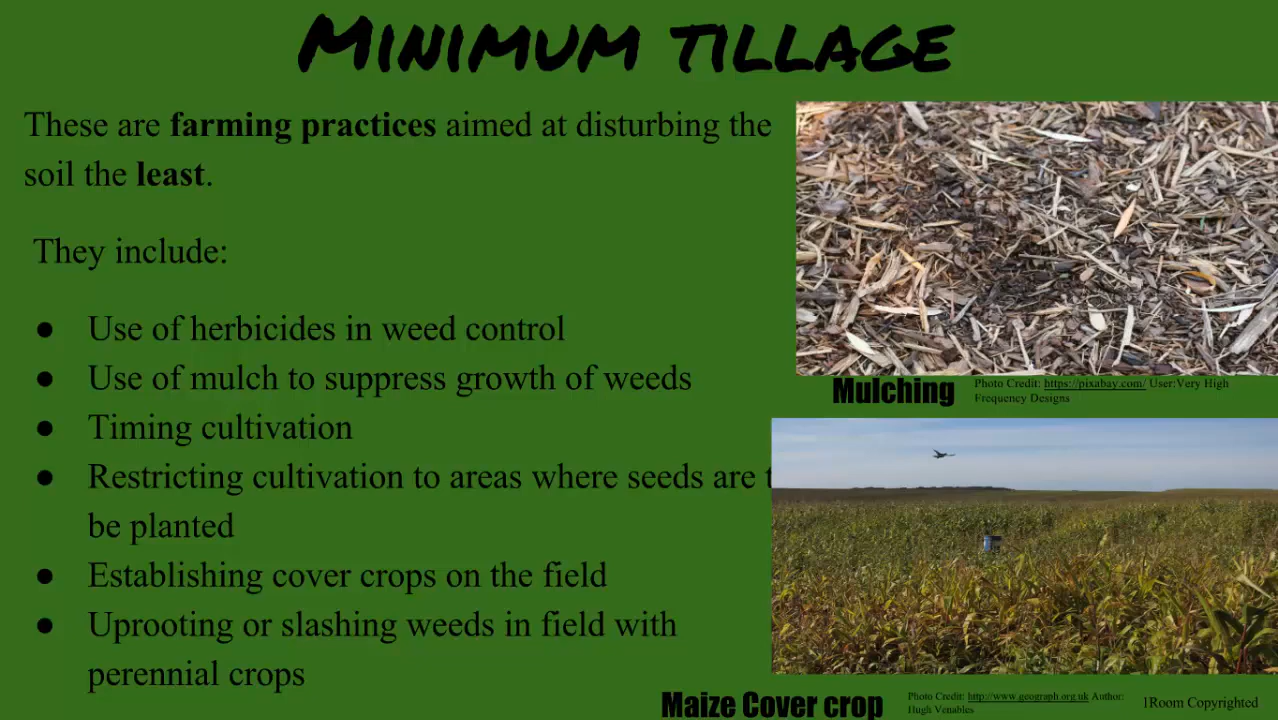 MINIMUM TILLAGE
These are farming practices aimed at disturbing the
soil the least.
They include:
● Use of herbicides in weed control
● Use of mulch to suppress growth of weeds
● Timing cultivation
● Restricting cultivation to areas where seeds are
be planted
● Establishing cover crops on the field
● Uprooting or slashing weeds in field with
perennial crops
Mulching
Photo Credit: https://pixabay.com/ User:Very High
Frequency Designs
Maize Cover crop
Photo Credit: http://www.geograph.org.uk Author:
Hugh Venables
1Room Copyrighted